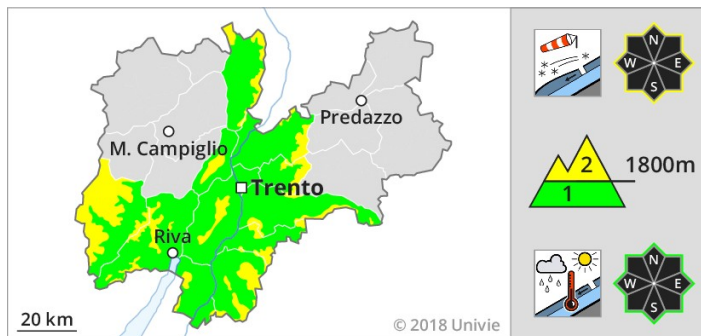 Predazzo
M. Campiglio
Trento
Riva
20 km
© 2018 Univie
N
W E
S
2 1800m
1
N
W E
S